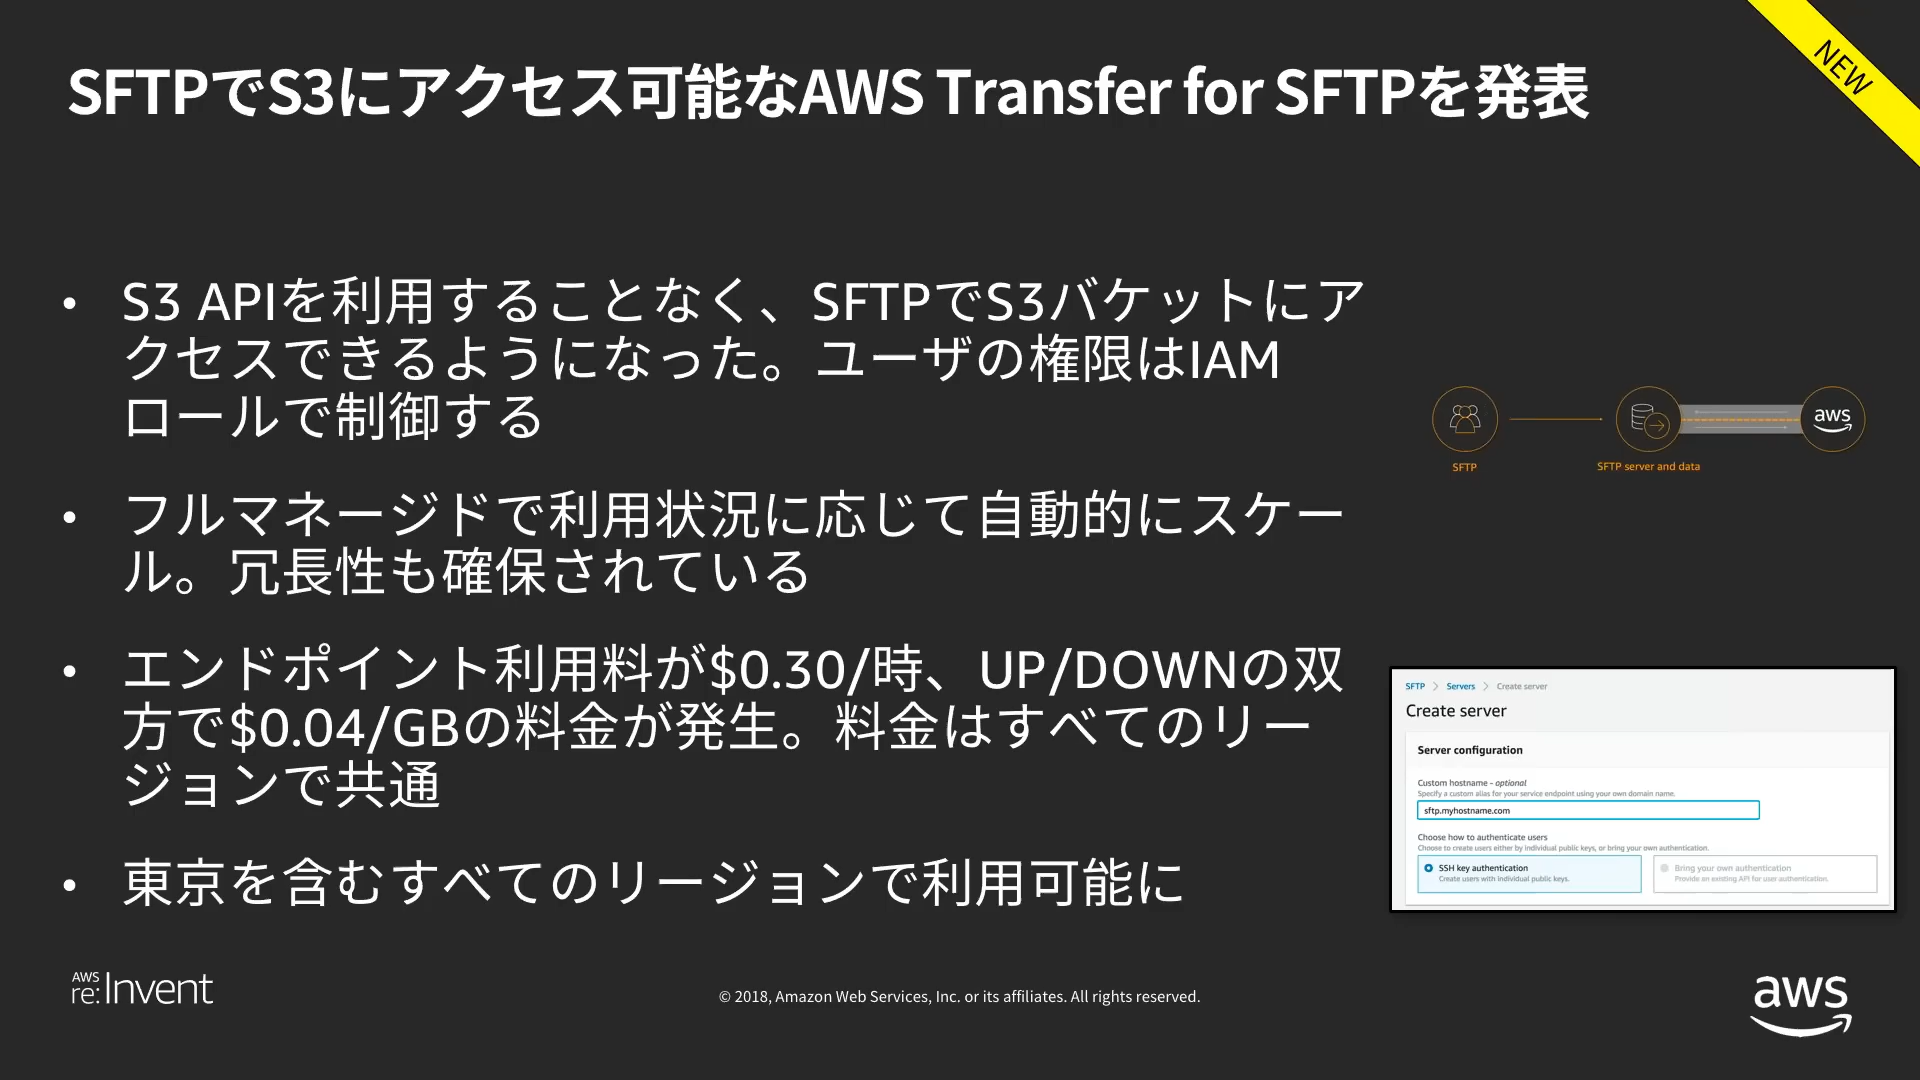 SFTPでS3にアクセス可能なAWS Transfer for SFTPを発表
NEW
• S3 APIを利用することなく、SFTPでS3バケットにア
クセスできるようになった。ユーザの権限はIAM
ロールで制御する
• フルマネージドで利用状況に応じて自動的にスケー
ル。冗長性も確保されている
• エンドポイント利用料が$0.30/時、UP/DOWNの双
方で$0.04/GBの料金が発生。料金はすべてのリー
ジョンで共通
• 東京を含むすべてのリージョンで利用可能に
aws
SFTP
SFTP server and data
SFTP > Servers > Create server
Create server
Server configuration
Custom hostname - optional
Specify a custom alias for your service endpoint using your own domain name.
sftp.myhostname.com
Choose how to authenticate users
Choose to create users either by individual public keys, or bring your own authentication.
SSH key authentication
Create users with individual public keys.
Bring your own authentication
Provide an existing API for user authentication.
AWS
re:Invent
© 2018, Amazon Web Services, Inc. or its affiliates. All rights reserved.
aws